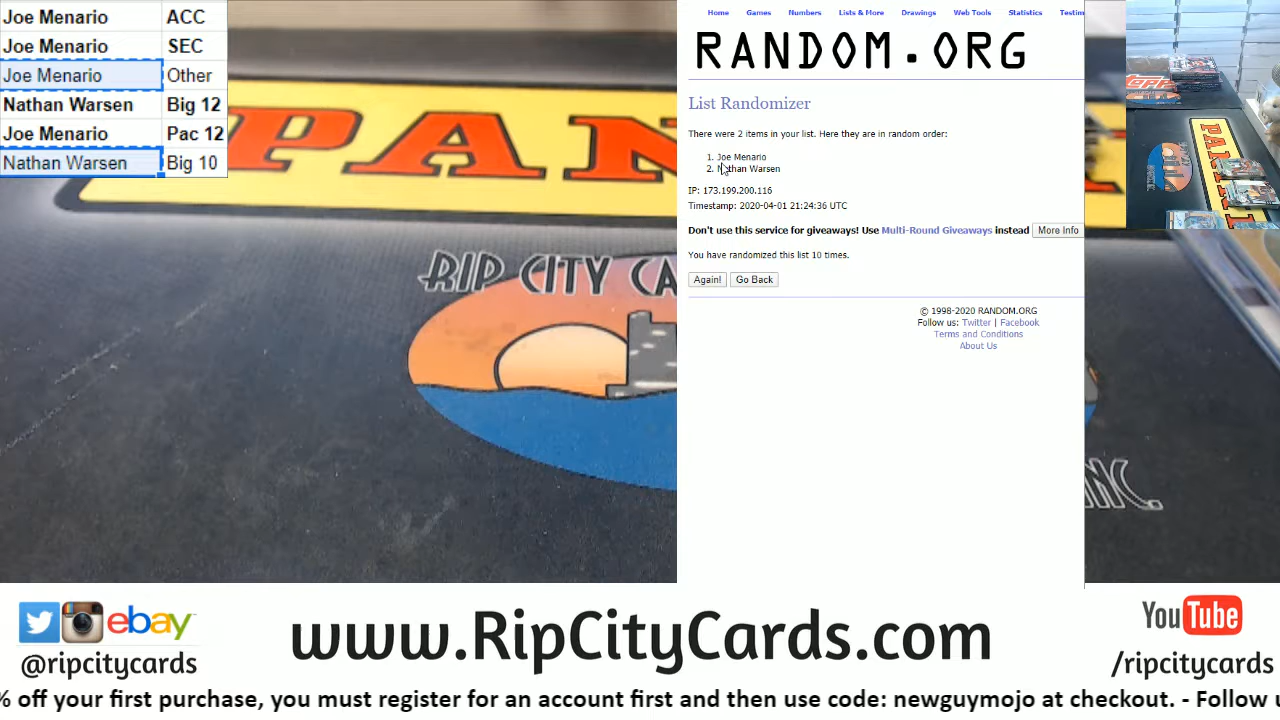 Joe Menario ACC
Joe Menario SEC
Joe Menario Other
Nathan Warsen Big 12
Joe Menario Pac 12
Nathan Warsen Big 10
PAN
RIP CITY CA
INC.
Home Games Numbers Lists & More Drawings Web Tools Statistics Testim
RANDOM.ORG
List Randomizer
There were 2 items in your list. Here they are in random order:
1. Joe Menario
2. Nathan Warsen
IP: 173.199.200.116
Timestamp: 2020-04-01 21:24:36 UTC
Don't use this service for giveaways! Use Multi-Round Giveaways instead More Info
You have randomized this list 10 times.
Again! Go Back
© 1998-2020 RANDOM.ORG
Follow us: Twitter | Facebook
Terms and Conditions
About Us
topps
PANI
ebay
@ripcitycards
www.RipCityCards.com
YouTube
/ripcitycards
% off your first purchase, you must register for an account first and then use code: newguymojo at checkout. - Follow u